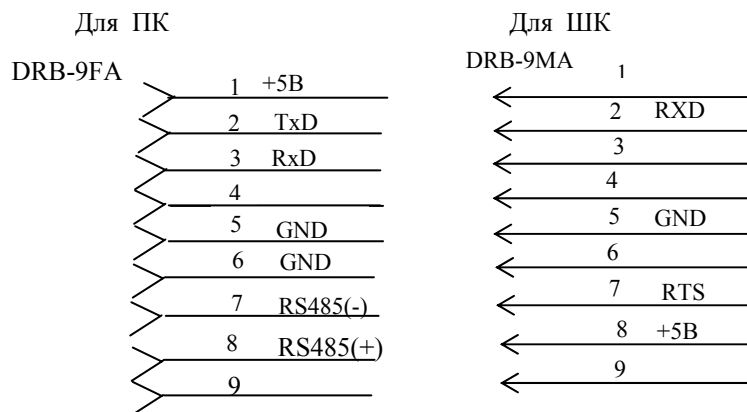 Для ПК
DRB-9FA
1 +5В
2 TxD
3 RxD
4
5 GND
6 GND
7 RS485(-)
8 RS485(+)
9
Для ШК
DRB-9MA
1
2 RXD
3
4
5 GND
6
7 RTS
8 +5В
9